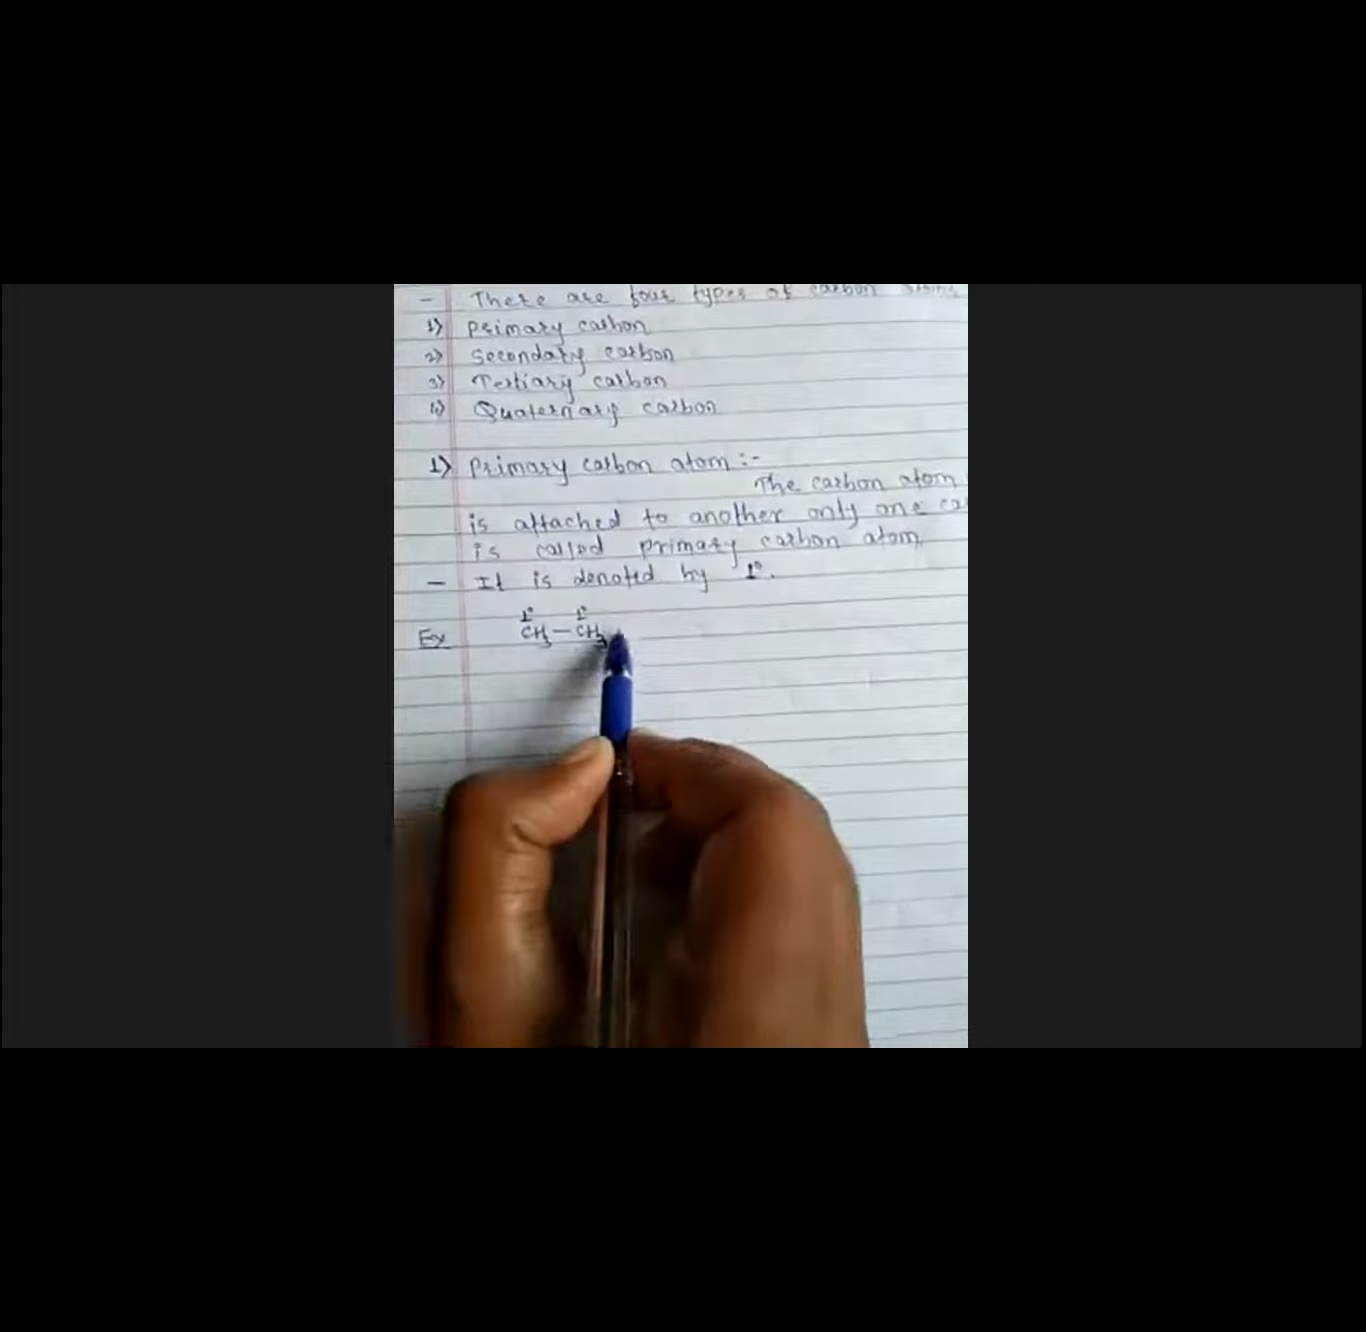 - There are four types of carbon atoms
1) Primary carbon
2) Secondary carbon
3) Tertiary carbon
4) Quaternary carbon
1) Primary carbon atom :-
The carbon atom
is attached to another only one ca
is called primary carbon atom
- It is denoted by 1°.
1° 1°
Ex CH3 - CH3